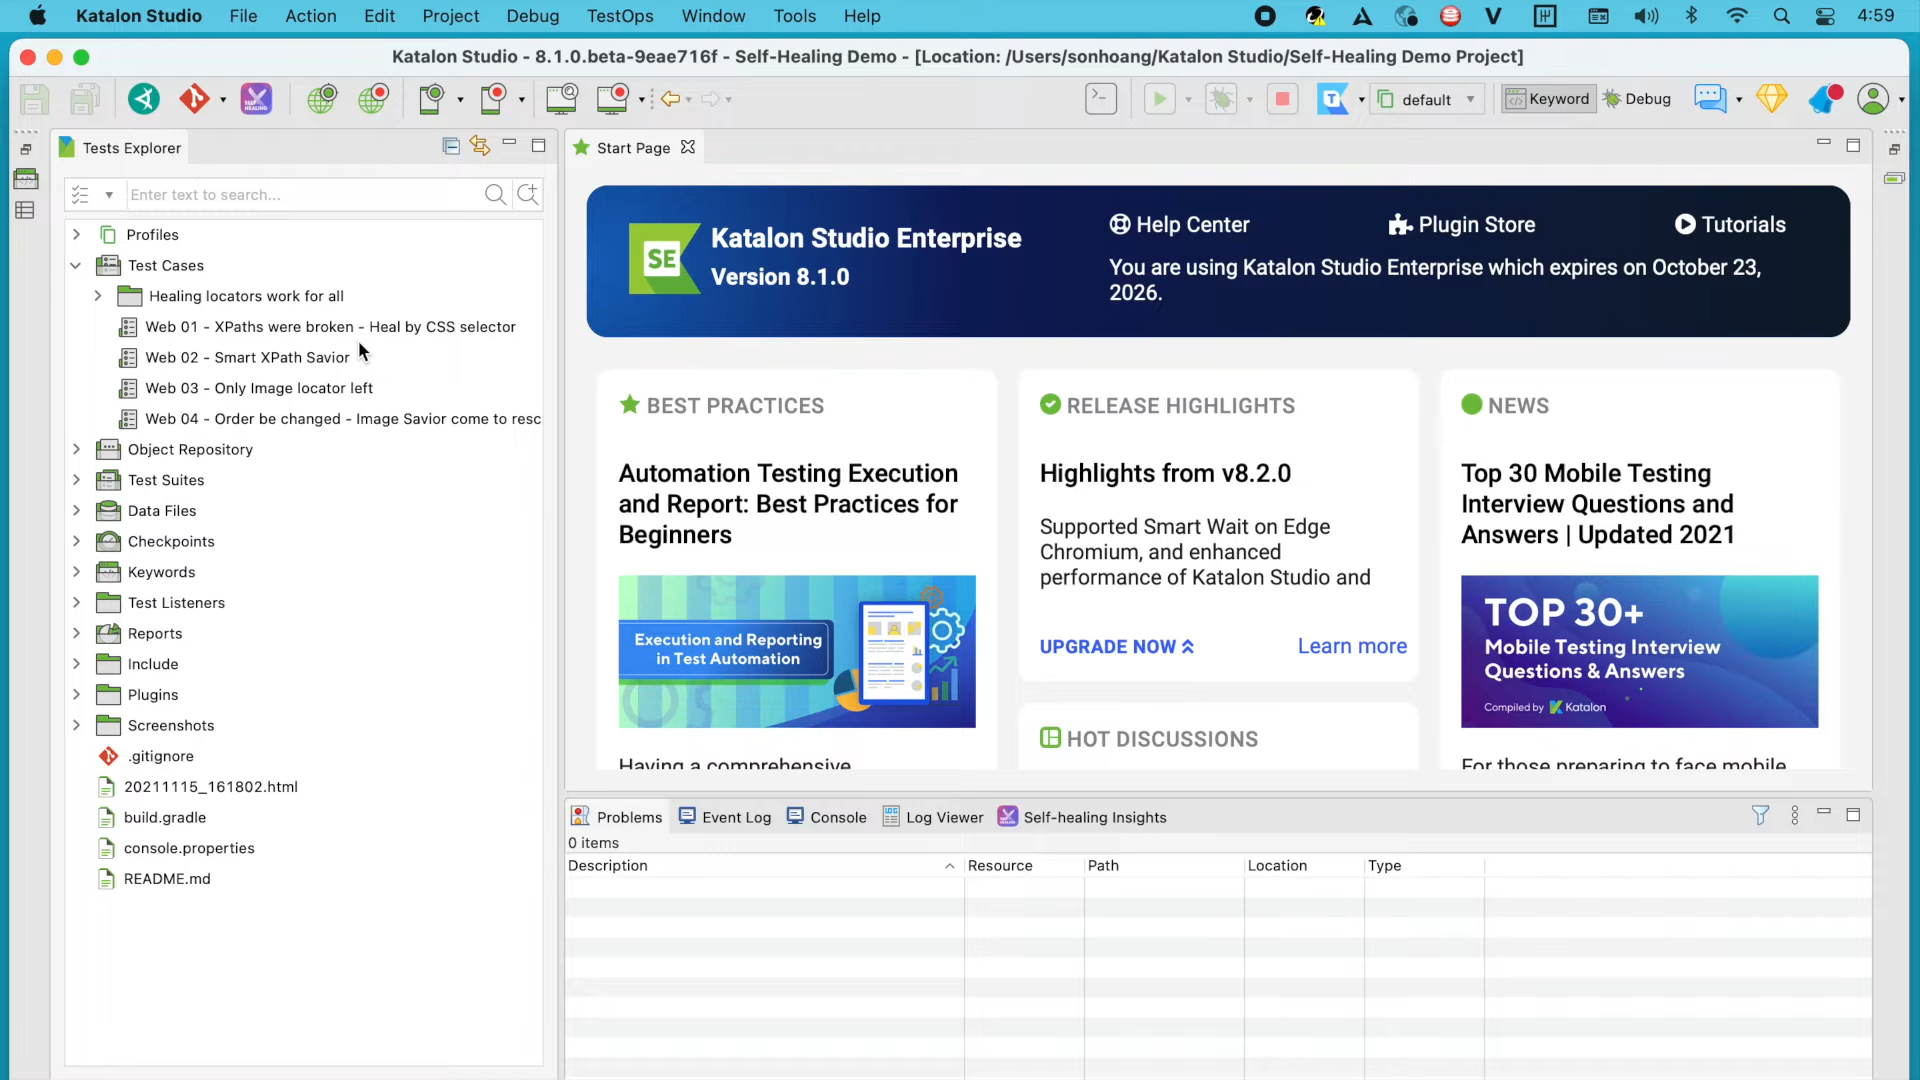 Katalon Studio File Action Edit Project Debug TestOps Window Tools Help 4:59
Katalon Studio - 8.1.0.beta-9eae716f - Self-Healing Demo - [Location: /Users/sonhoang/Katalon Studio/Self-Healing Demo Project]
default Keyword Debug
Tests Explorer
Enter text to search...
Profiles
Test Cases
Healing locators work for all
Web 01 - XPaths were broken - Heal by CSS selector
Web 02 - Smart XPath Savior
Web 03 - Only Image locator left
Web 04 - Order be changed - Image Savior come to resc
Object Repository
Test Suites
Data Files
Checkpoints
Keywords
Test Listeners
Reports
Include
Plugins
Screenshots
.gitignore
20211115_161802.html
build.gradle
console.properties
README.md
Start Page
SE
Katalon Studio Enterprise
Version 8.1.0
Help Center
Plugin Store
Tutorials
You are using Katalon Studio Enterprise which expires on October 23,
2026.
BEST PRACTICES
Automation Testing Execution
and Report: Best Practices for
Beginners
Execution and Reporting
in Test Automation
Having a comprehensive
RELEASE HIGHLIGHTS
Highlights from v8.2.0
Supported Smart Wait on Edge
Chromium, and enhanced
performance of Katalon Studio and
UPGRADE NOW Learn more
HOT DISCUSSIONS
NEWS
Top 30 Mobile Testing
Interview Questions and
Answers | Updated 2021
TOP 30+
Mobile Testing Interview
Questions & Answers
Compiled by Katalon
For those preparing to face mobile
Problems Event Log Console Log Viewer Self-healing Insights
0 items
Description Resource Path Location Type